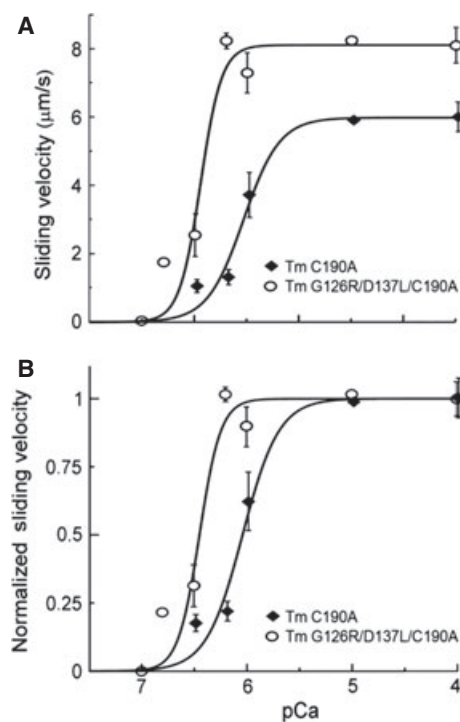 A
8
6
4
2
0
Sliding velocity (μm/s)
Tm C190A
Tm G126R/D137L/C190A
B
1
0.75
0.5
0.25
0
Normalized sliding velocity
Tm C190A
Tm G126R/D137L/C190A
7 6 5 4
pCa